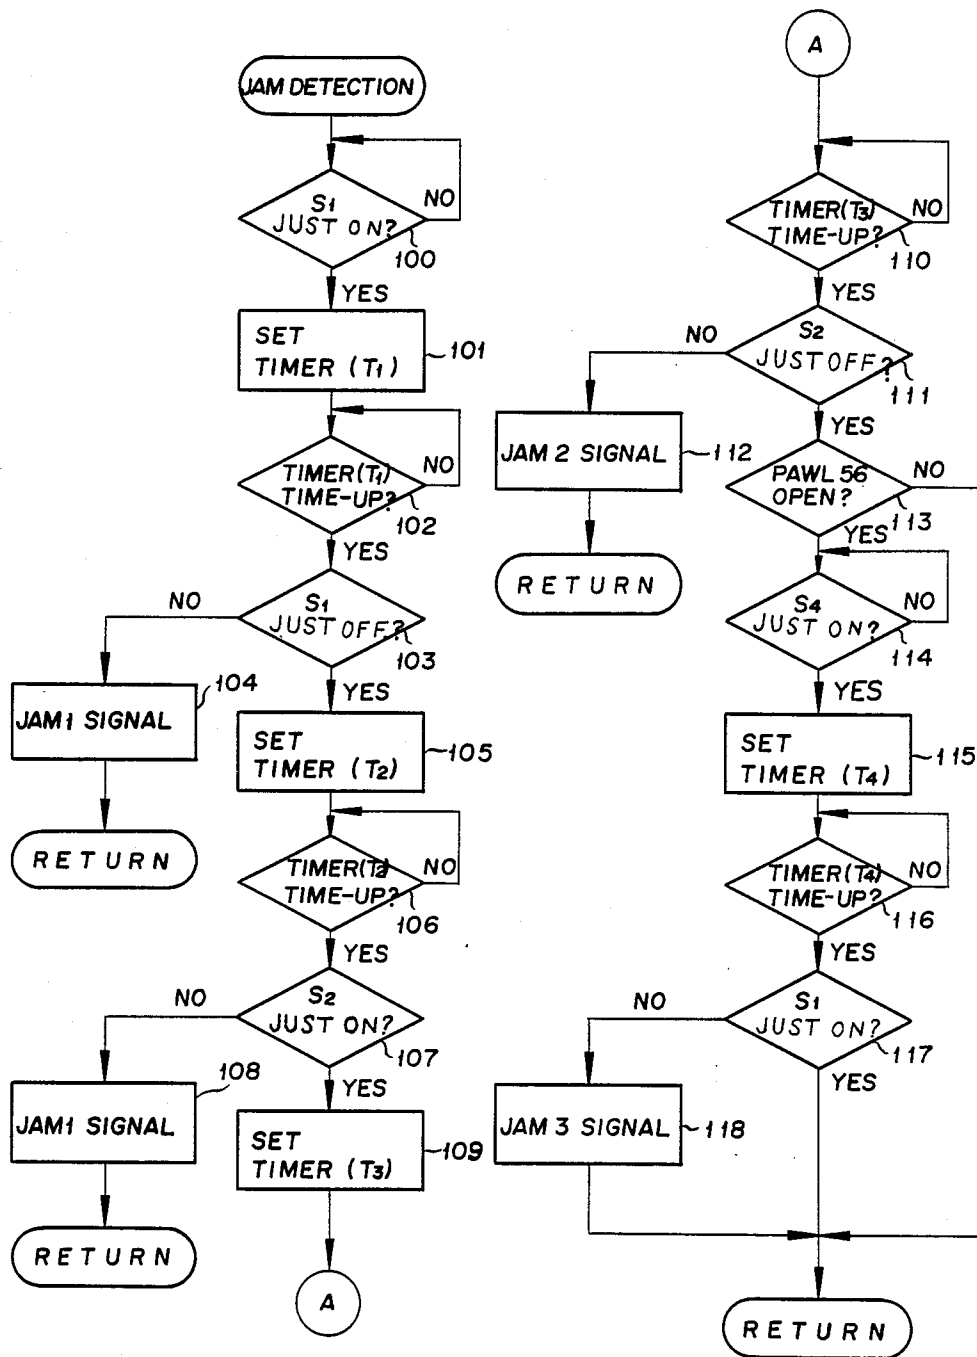 JAM DETECTION
S1
JUST ON?
NO
100
YES
SET
TIMER (T1)
101
TIMER(T1)
TIME-UP?
NO
102
YES
S1
JUST OFF?
NO
103
104
JAM1 SIGNAL
RETURN
YES
SET
TIMER (T2)
105
TIMER(T2)
TIME-UP?
NO
106
YES
S2
JUST ON?
NO
107
108
JAM1 SIGNAL
RETURN
YES
SET
TIMER (T3)
109
A
A
TIMER(T3)
TIME-UP?
NO
110
YES
S2
JUST OFF?
NO
111
JAM 2 SIGNAL
112
RETURN
YES
PAWL 56
OPEN?
NO
113
YES
S4
JUST ON?
NO
114
YES
SET
TIMER (T4)
115
TIMER(T4)
TIME-UP?
NO
116
YES
S1
JUST ON?
NO
117
YES
JAM 3 SIGNAL
118
RETURN